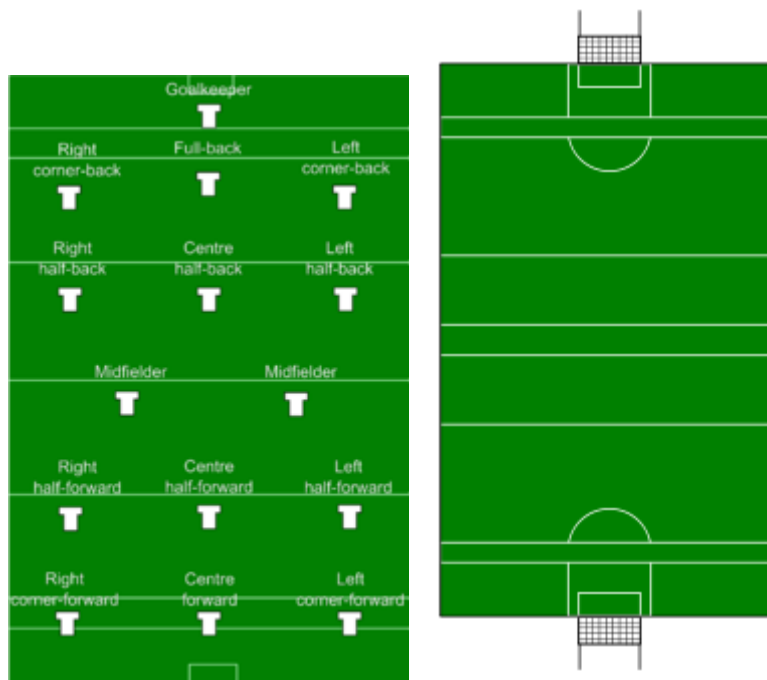 Goalkeeper
Right
corner-back
Full-back
Left
corner-back
Right
half-back
Centre
half-back
Left
half-back
Midfielder
Midfielder
Right
half-forward
Centre
half-forward
Left
half-forward
Right
corner-forward
Centre
forward
Left
corner-forward